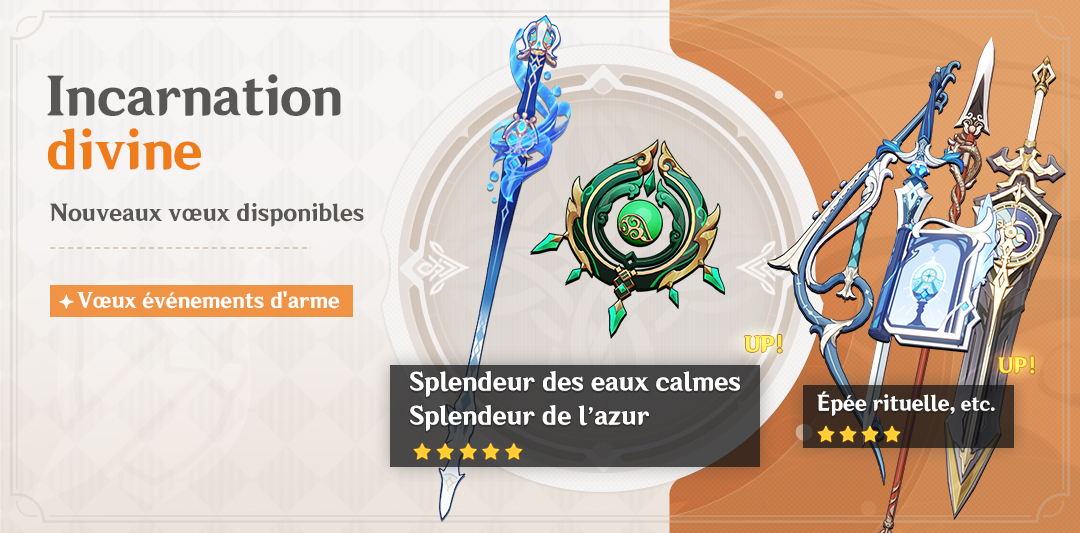 Incarnation
divine
Nouveaux vœux disponibles
Vœux événements d'arme
UP!
Splendeur des eaux calmes
Splendeur de l’azur
UP!
Épée rituelle, etc.